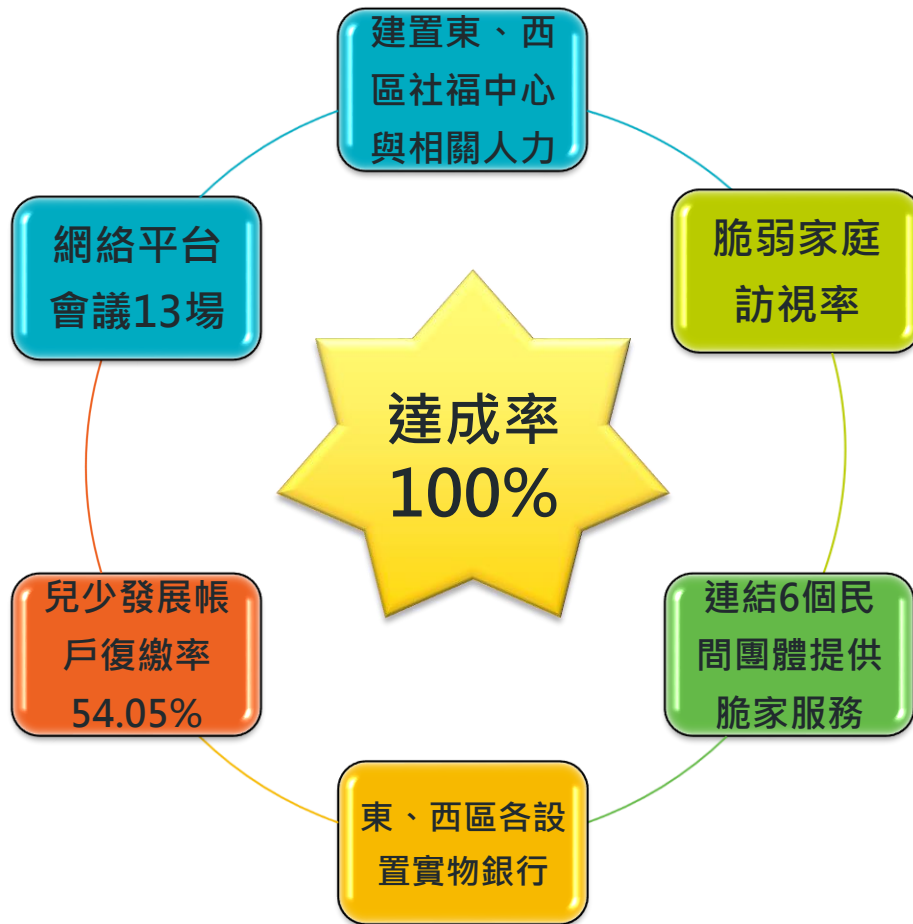 建置東、西
區社福中心
與相關人力
網絡平台
會議13場
脆弱家庭
訪視率
達成率
100%
兒少發展帳
戶復繳率
54.05%
連結6個民
間團體提供
脆家服務
東、西區各設
置實物銀行